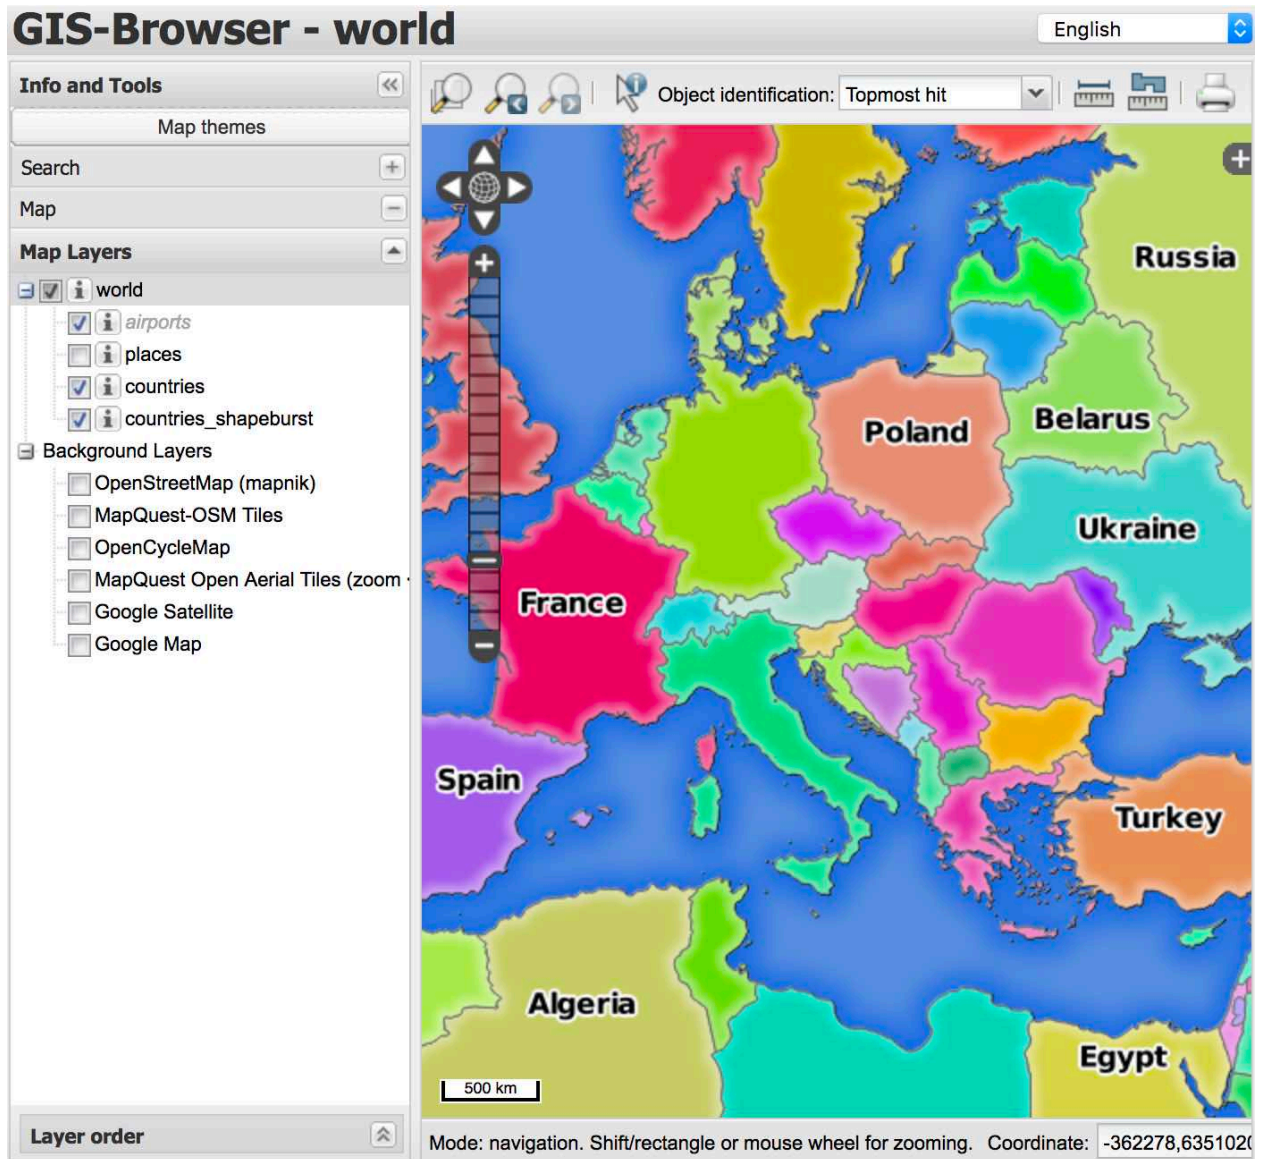 GIS-Browser - world
English
Info and Tools
Map themes
Search
Map
Map Layers
world
airports
places
countries
countries_shapeburst
Background Layers
OpenStreetMap (mapnik)
MapQuest-OSM Tiles
OpenCycleMap
MapQuest Open Aerial Tiles (zoom
Google Satellite
Google Map
Layer order
Object identification: Topmost hit
Russia
Poland
Belarus
Ukraine
France
Spain
Turkey
Algeria
Egypt
500 km
Mode: navigation. Shift/rectangle or mouse wheel for zooming. Coordinate: -362278,6351020